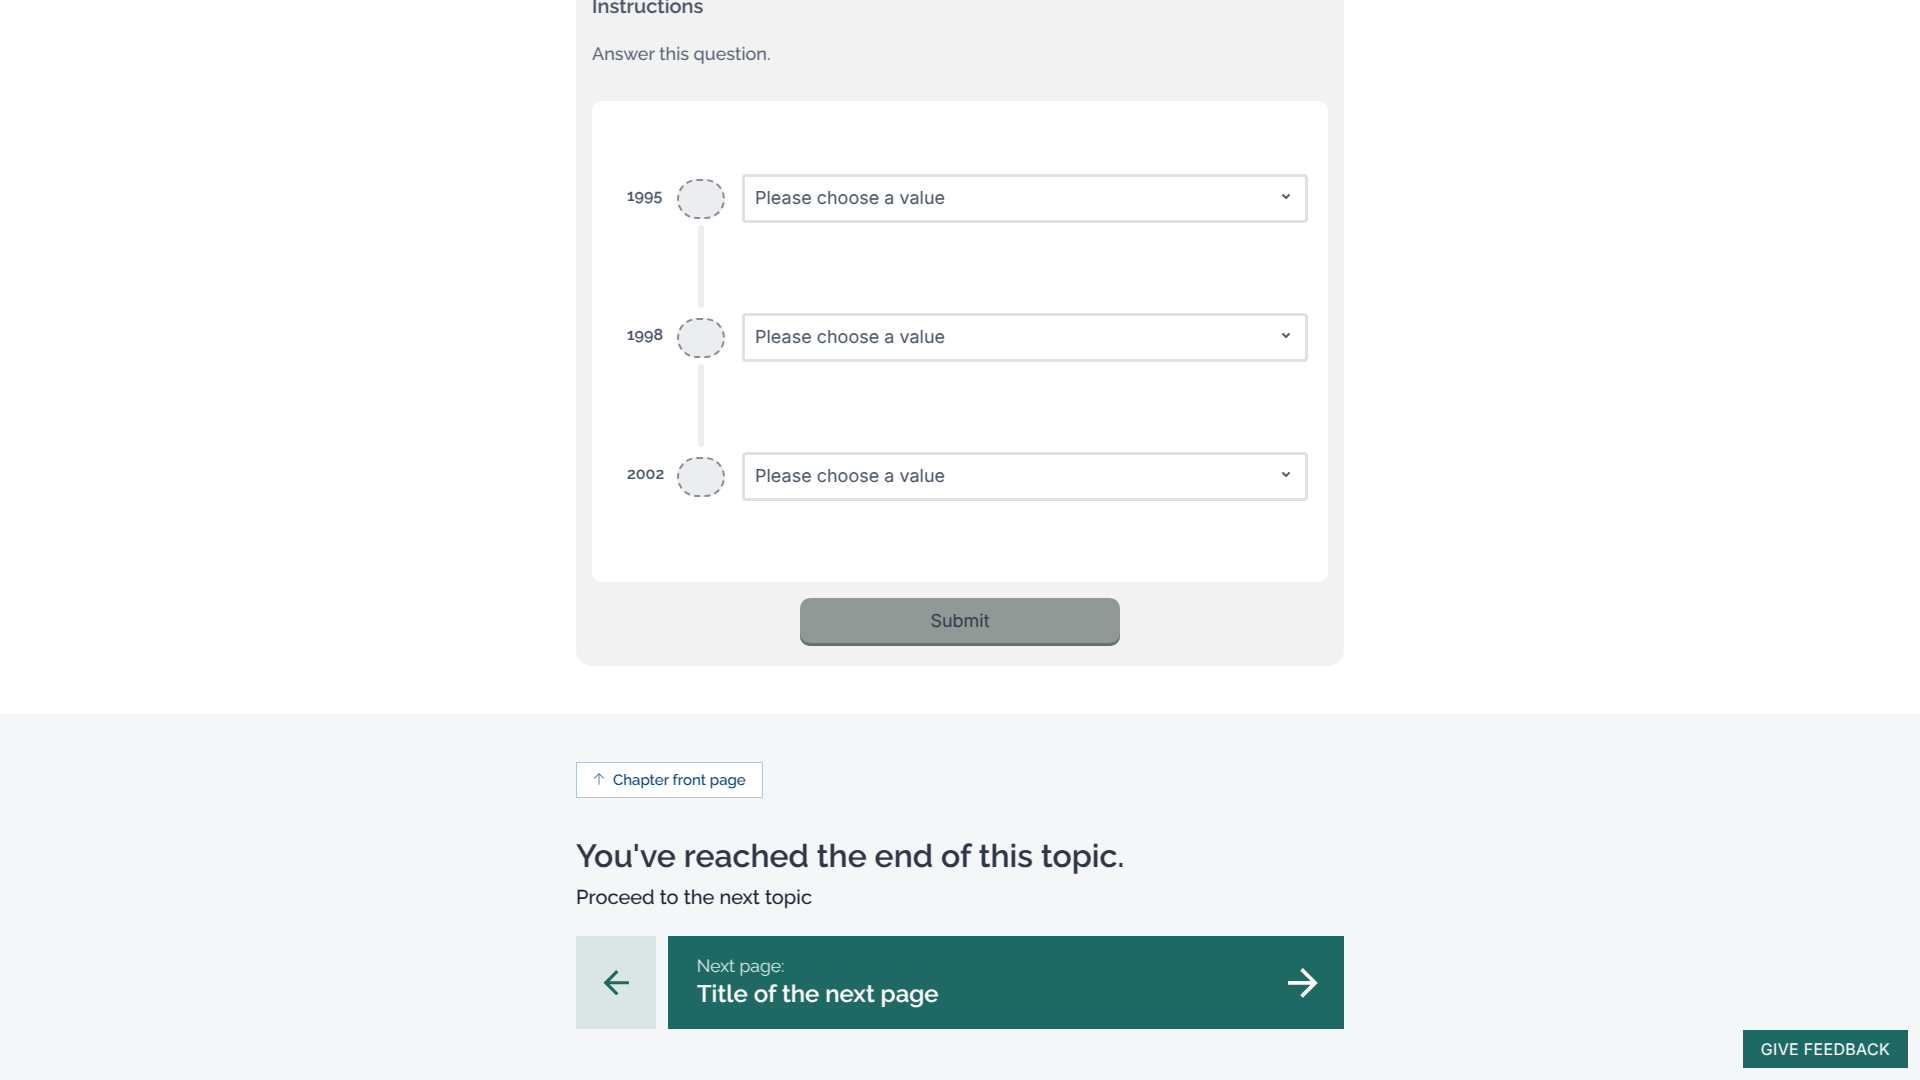 Instructions
Answer this question.
1995
Please choose a value
1998
Please choose a value
2002
Please choose a value
Submit
Chapter front page
You've reached the end of this topic.
Proceed to the next topic
Next page:
Title of the next page
GIVE FEEDBACK